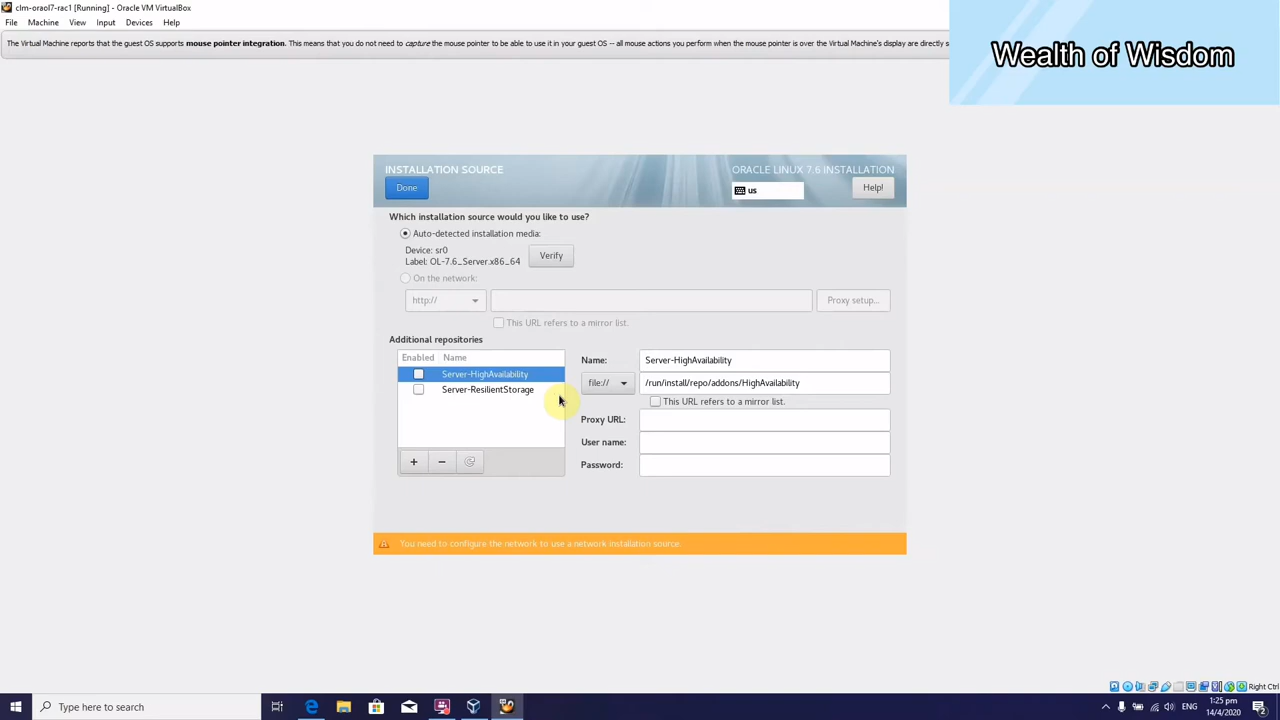 clm-oraol7-rac1 [Running] - Oracle VM VirtualBox
File Machine View Input Devices Help
The Virtual Machine reports that the guest OS supports mouse pointer integration. This means that you do not need to capture the mouse pointer to be able to use it in your guest OS -- all mouse actions you perform when the mouse pointer is over the Virtual Machine's display are directly s
Wealth of Wisdom
INSTALLATION SOURCE
ORACLE LINUX 7.6 INSTALLATION
Done
us
Help!
Which installation source would you like to use?
Auto-detected installation media:
Device: sr0
Label: OL-7.6_Server.x86_64
Verify
On the network:
http://
Proxy setup...
This URL refers to a mirror list.
Additional repositories
Enabled Name
Server-HighAvailability
Server-ResilientStorage
Name: Server-HighAvailability
file:// /run/install/repo/addons/HighAvailability
This URL refers to a mirror list.
Proxy URL:
User name:
Password:
You need to configure the network to use a network installation source.
Right Ctrl
Type here to search
1:25 pm
14/4/2020
2